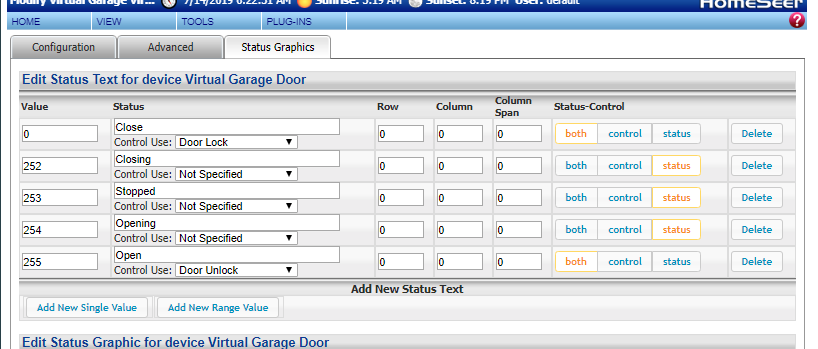 Modify Virtual Garage Vir... 7/14/2019 6:22:51 AM Sunrise: 5:19 AM Sunset: 8:19 PM User: default HomeSeer
HOME VIEW TOOLS PLUG-INS ?
Configuration Advanced Status Graphics
Edit Status Text for device Virtual Garage Door
Value Status Row Column Column Span Status-Control
0 Close 0 0 0 both control status Delete
Control Use: Door Lock
252 Closing 0 0 0 both control status Delete
Control Use: Not Specified
253 Stopped 0 0 0 both control status Delete
Control Use: Not Specified
254 Opening 0 0 0 both control status Delete
Control Use: Not Specified
255 Open 0 0 0 both control status Delete
Control Use: Door Unlock
Add New Status Text
Add New Single Value Add New Range Value
Edit Status Graphic for device Virtual Garage Door